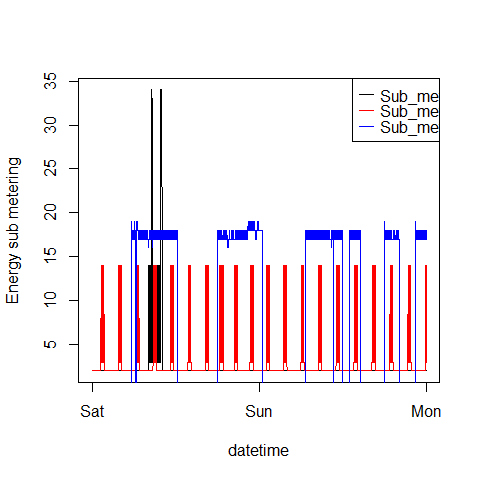 Energy sub metering
35
30
25
20
15
10
5
Sub_me
Sub_me
Sub_me
Sat
Sun
Mon
datetime